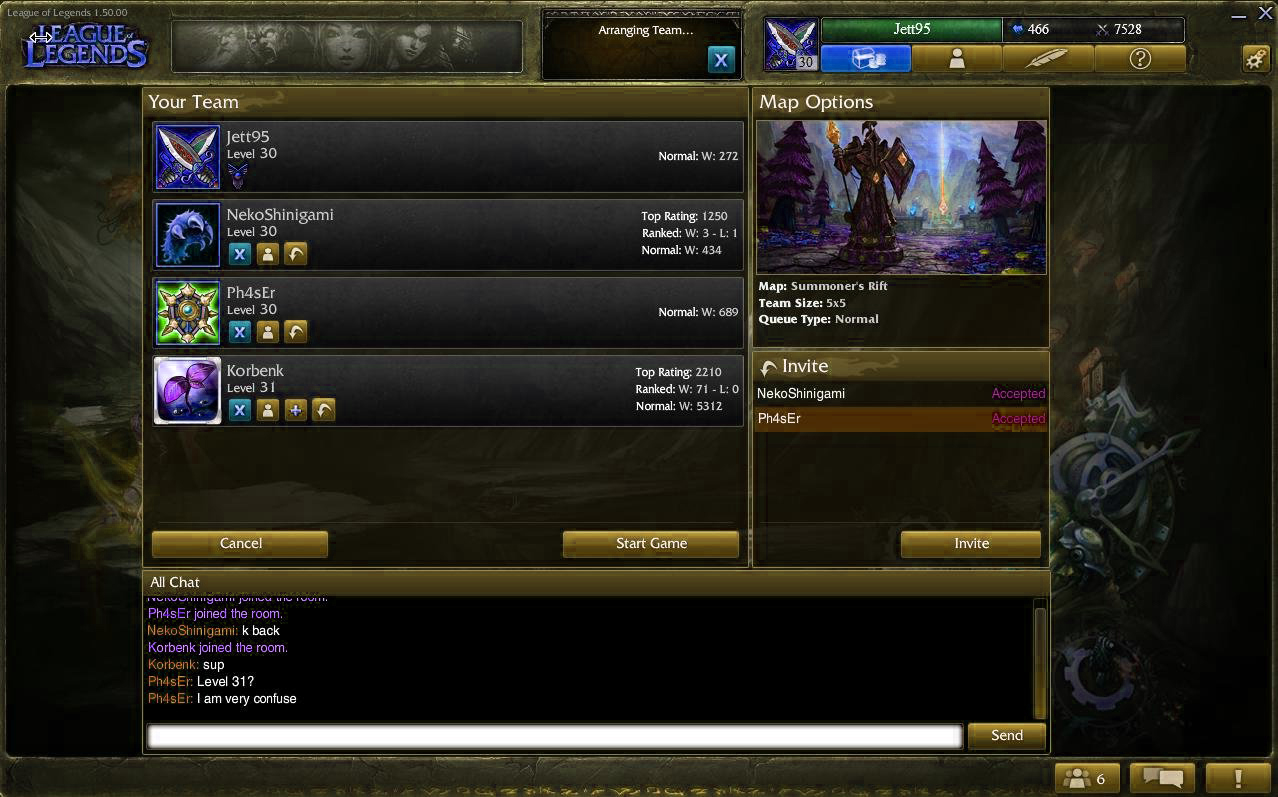 League of Legends 1.50.00
LEAGUE of LEGENDS
Arranging Team...
X
Jett95
466
7528
30
?
Your Team
Jett95
Level 30
Normal: W: 272
NekoShinigami
Level 30
X
Top Rating: 1250
Ranked: W: 3 - L: 1
Normal: W: 434
Ph4sEr
Level 30
X
Normal: W: 689
Korbenk
Level 31
X
Top Rating: 2210
Ranked: W: 71 - L: 0
Normal: W: 5312
Cancel
Start Game
Map Options
Map: Summoner's Rift
Team Size: 5x5
Queue Type: Normal
Invite
NekoShinigami Accepted
Ph4sEr Accepted
Invite
All Chat
NekoShinigami joined the room.
Ph4sEr joined the room.
NekoShinigami: k back
Korbenk joined the room.
Korbenk: sup
Ph4sEr: Level 31?
Ph4sEr: I am very confuse
Send
6
!